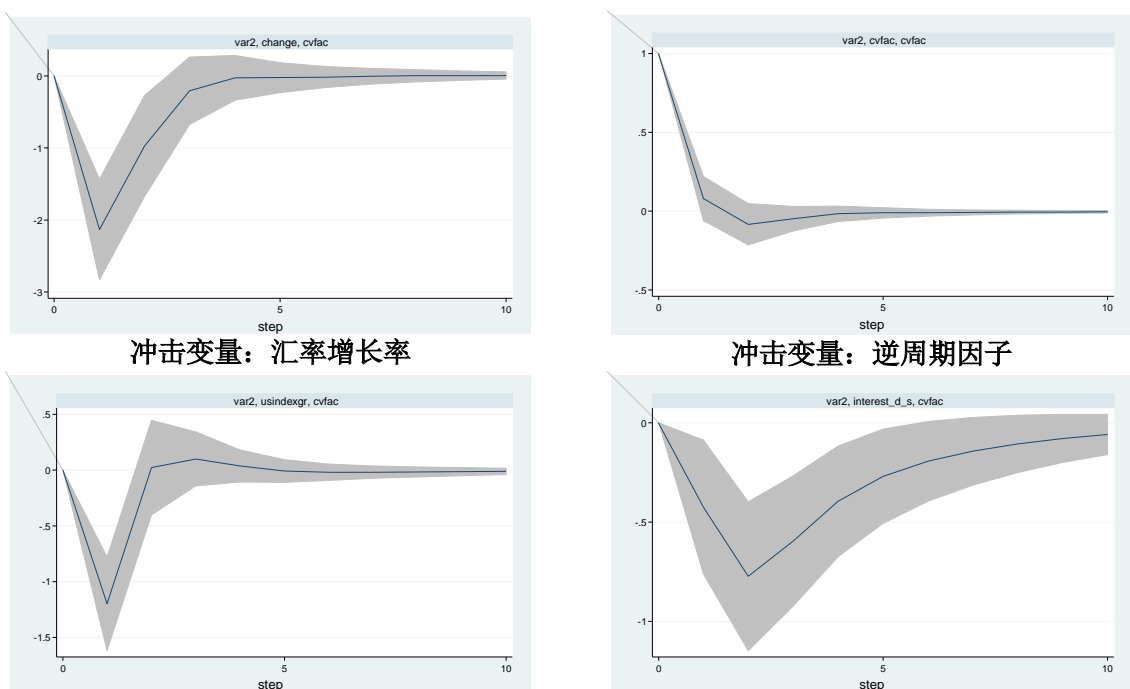 var2, change, cvfac
0
-1
-2
-3
0
5
10
step
冲击变量：汇率增长率
var2, cvfac, cvfac
1
.5
0
-.5
0
5
10
step
冲击变量：逆周期因子
var2, usindexgr, cvfac
.5
0
-.5
-1
-1.5
0
5
10
step
var2, interest_d_s, cvfac
0
-.5
-1
0
5
10
step